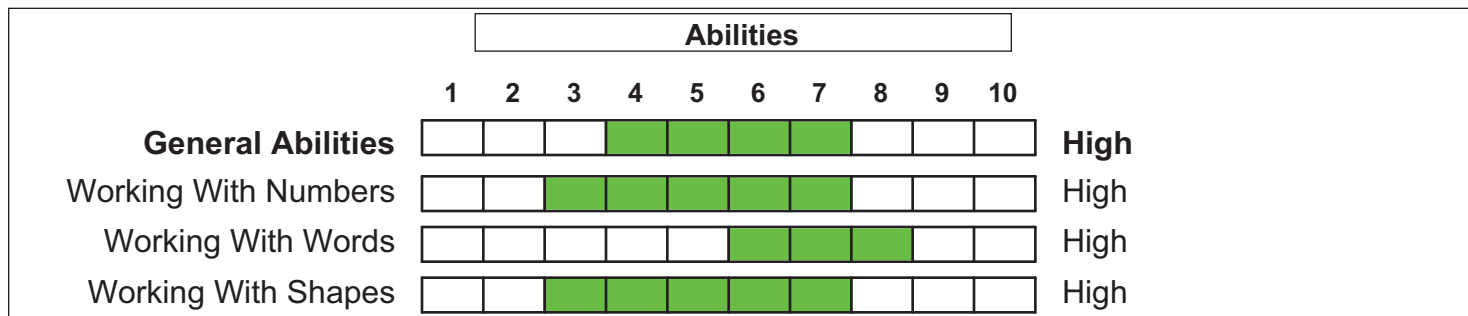 Abilities
1 2 3 4 5 6 7 8 9 10
General Abilities High
Working With Numbers High
Working With Words High
Working With Shapes High